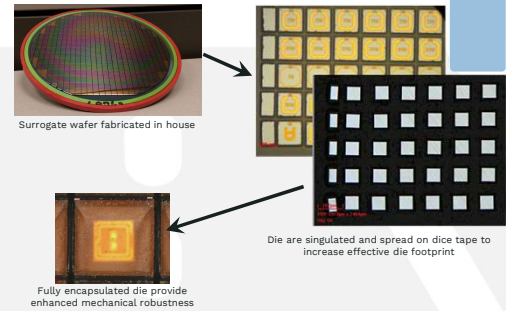 Surrogate wafer fabricated in house
Die are singulated and spread on dice tape to
increase effective die footprint
Fully encapsulated die provide
enhanced mechanical robustness